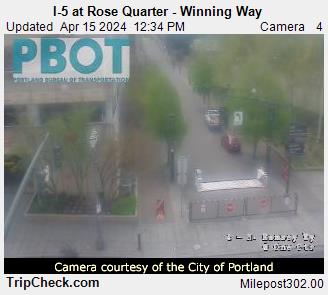 I-5 at Rose Quarter - Winning Way
Updated Apr 15 2024 12:34 PM Camera 4
PBOT
PORTLAND BUREAU OF TRANSPORTATION
Camera courtesy of the City of Portland
TripCheck.com Milepost302.00